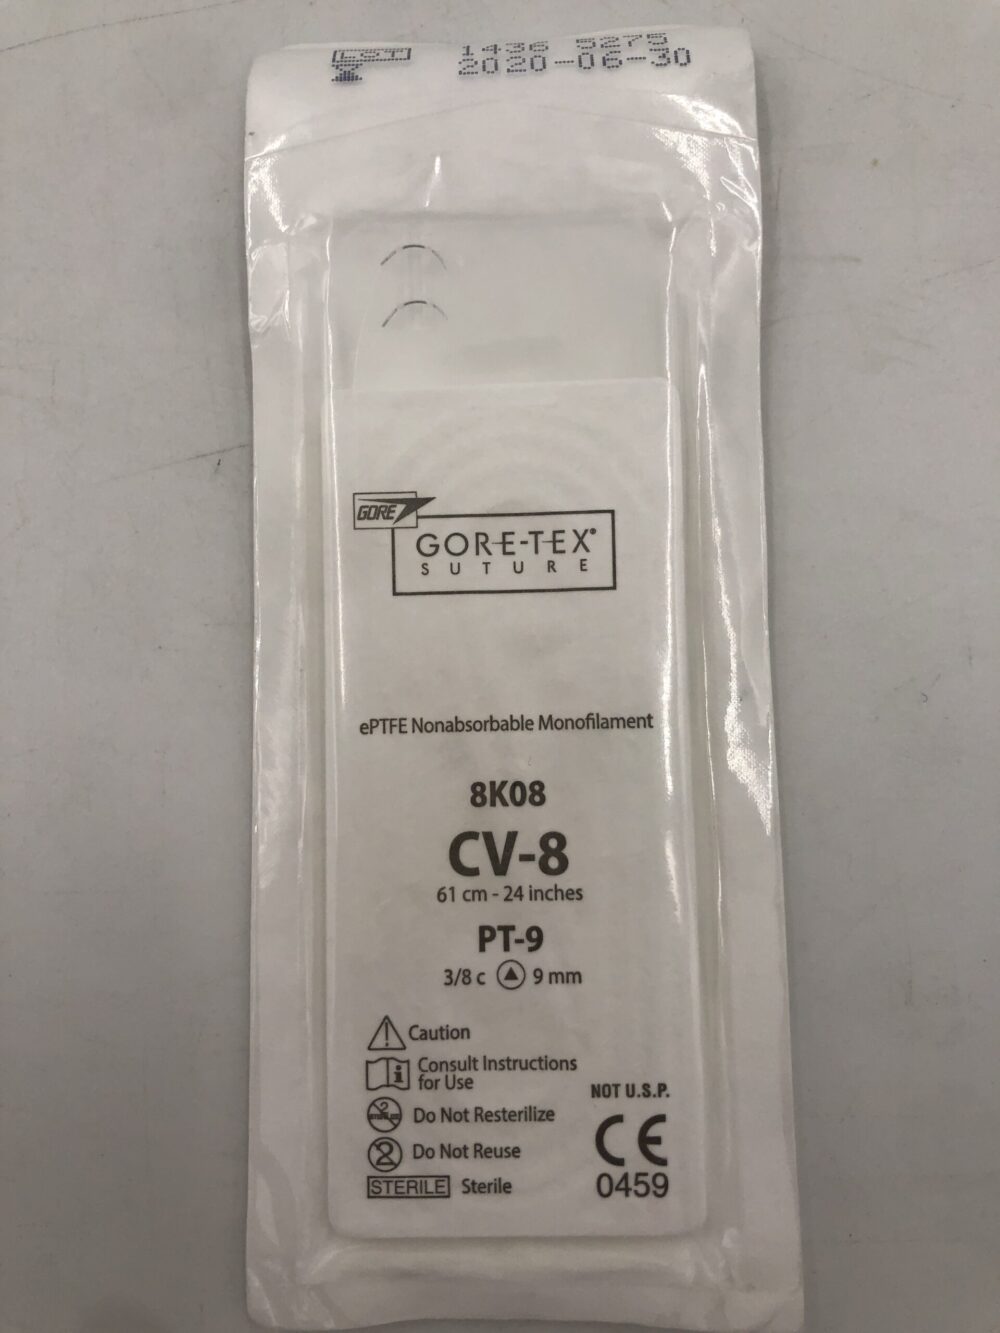 LOT 1436 5275
2020-06-30
GORE
GORE-TEX®
SUTURE
ePTFE Nonabsorbable Monofilament
8K08
CV-8
61 cm - 24 inches
PT-9
3/8 c 9 mm
Caution
Consult Instructions
for Use
Do Not Resterilize
Do Not Reuse
STERILE Sterile
NOT U.S.P.
CE
0459